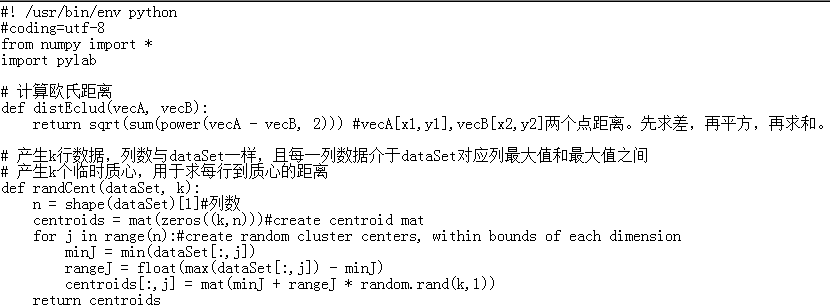 #! /usr/bin/env python
#coding=utf-8
from numpy import *
import pylab

# 计算欧氏距离
def distEclud(vecA, vecB):
    return sqrt(sum(power(vecA - vecB, 2))) #vecA[x1,y1],vecB[x2,y2]两个点距离。先求差，再平方，再求和。

# 产生k行数据，列数与dataSet一样，且每一列数据介于dataSet对应列最大值和最大值之间
# 产生k个临时质心，用于求每行到质心的距离
def randCent(dataSet, k):
    n = shape(dataSet)[1]#列数
    centroids = mat(zeros((k,n)))#create centroid mat
    for j in range(n):#create random cluster centers, within bounds of each dimension
        minJ = min(dataSet[:,j])
        rangeJ = float(max(dataSet[:,j]) - minJ)
        centroids[:,j] = mat(minJ + rangeJ * random.rand(k,1))
    return centroids